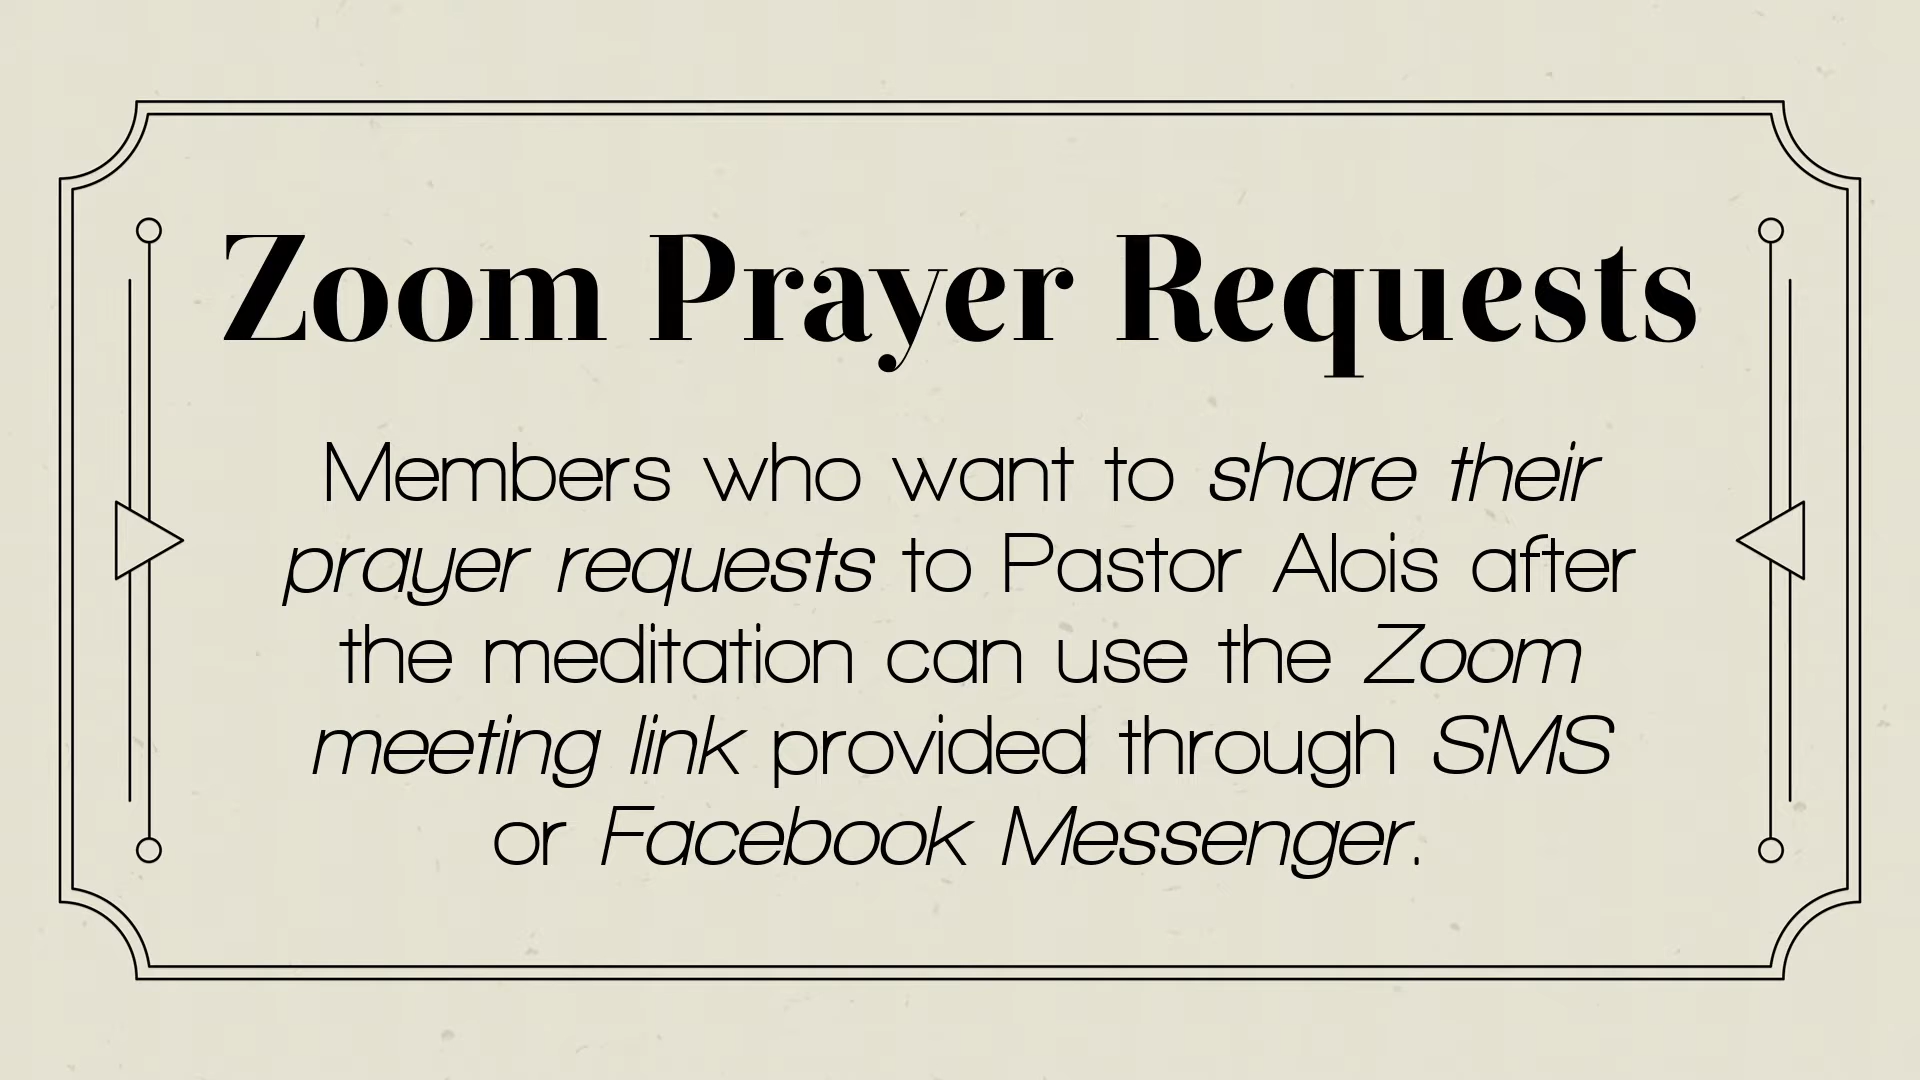 Zoom Prayer Requests
Members who want to share their
prayer requests to Pastor Alois after
the meditation can use the Zoom
meeting link provided through SMS
or Facebook Messenger.